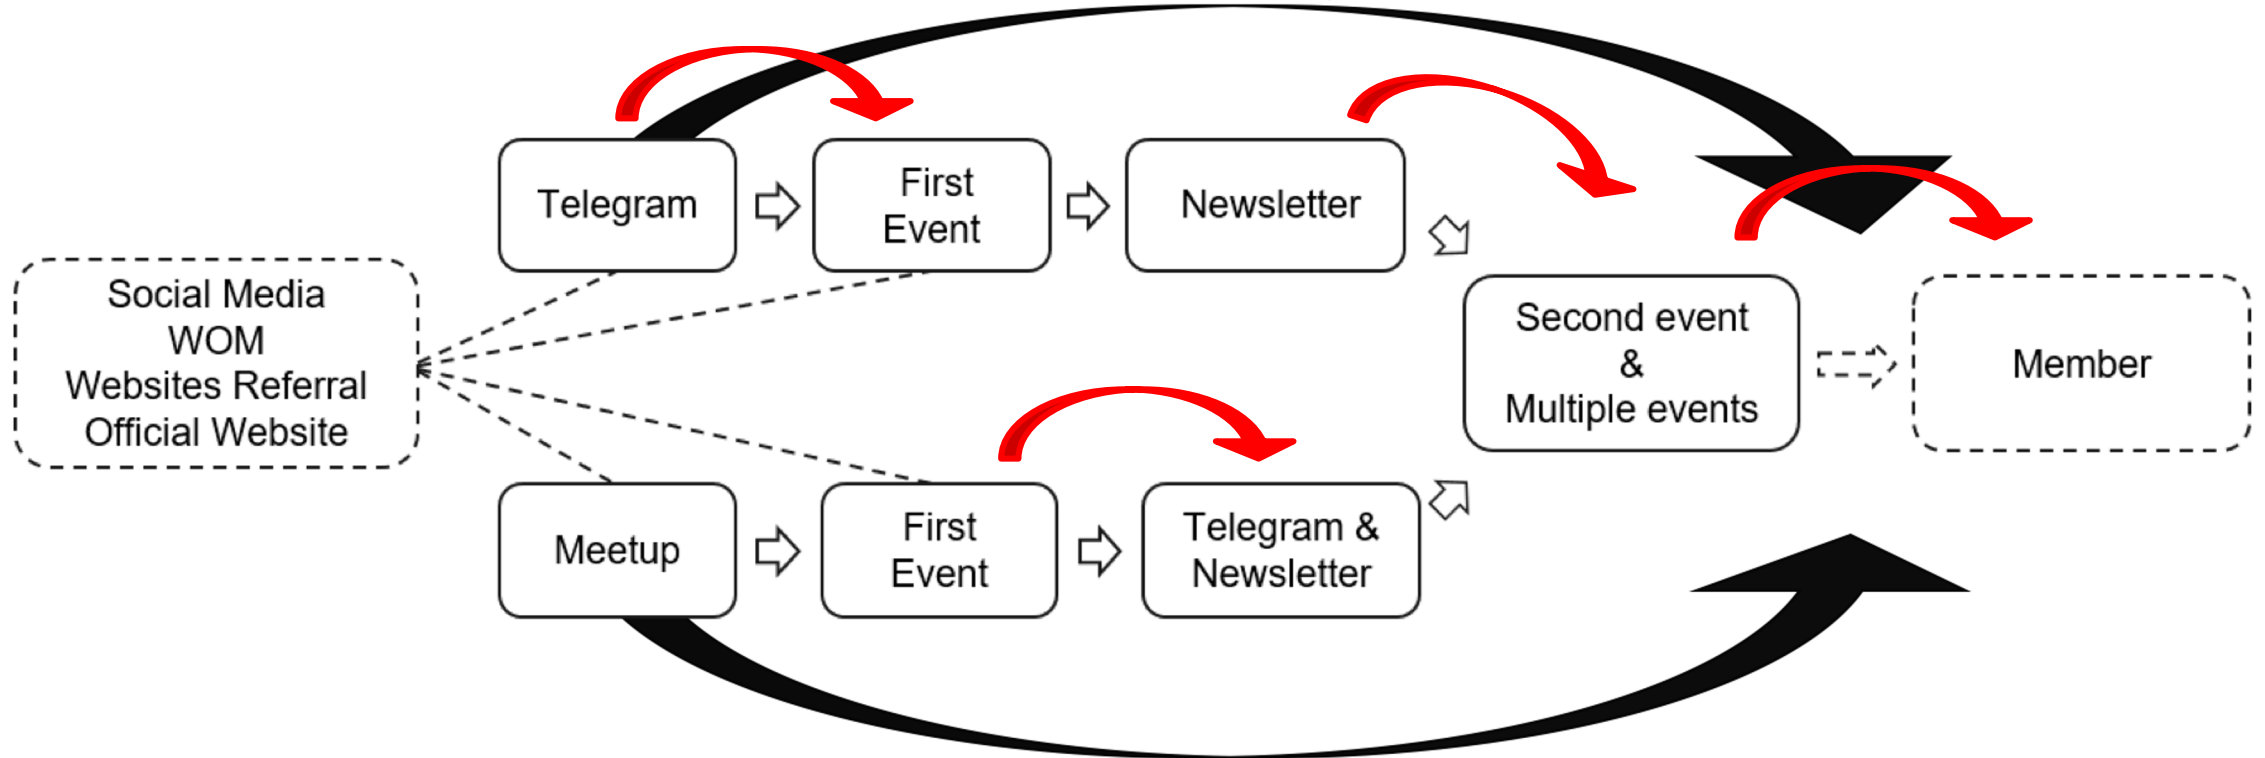 Social Media
WOM
Websites Referral
Official Website
Telegram
First
Event
Newsletter
Meetup
First
Event
Telegram &
Newsletter
Second event
&
Multiple events
Member